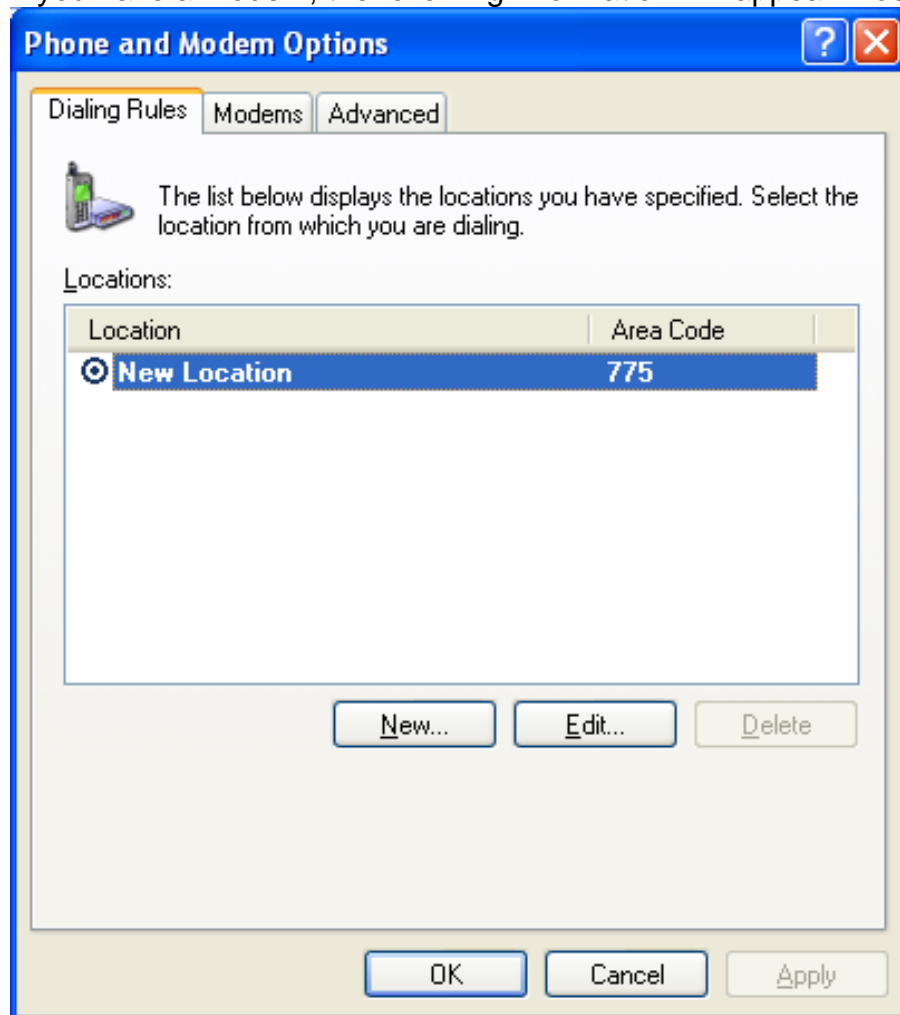 Phone and Modem Options
Dialing Rules Modems Advanced
The list below displays the locations you have specified. Select the
location from which you are dialing.
Locations:
Location Area Code
New Location 775
New... Edit... Delete
OK Cancel Apply